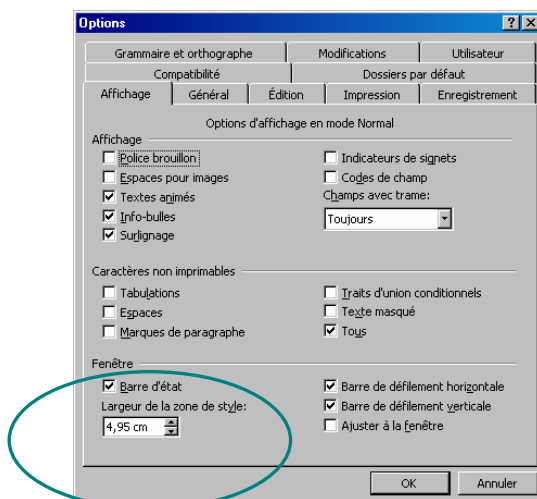 Options
Grammaire et orthographe Modifications Utilisateur
Compatibilité Dossiers par défaut
Affichage Général Édition Impression Enregistrement
Options d'affichage en mode Normal
Affichage
Police brouillon Indicateurs de signets
Espaces pour images Codes de champ
Textes animés Champs avec trame:
Info-bulles Toujours
Surlignage
Caractères non imprimables
Tabulations Traits d'union conditionnels
Espaces Texte masqué
Marques de paragraphe Tous
Fenêtre
Barre d'état Barre de défilement horizontale
Largeur de la zone de style: Barre de défilement verticale
4,95 cm Ajuster à la fenêtre
OK Annuler